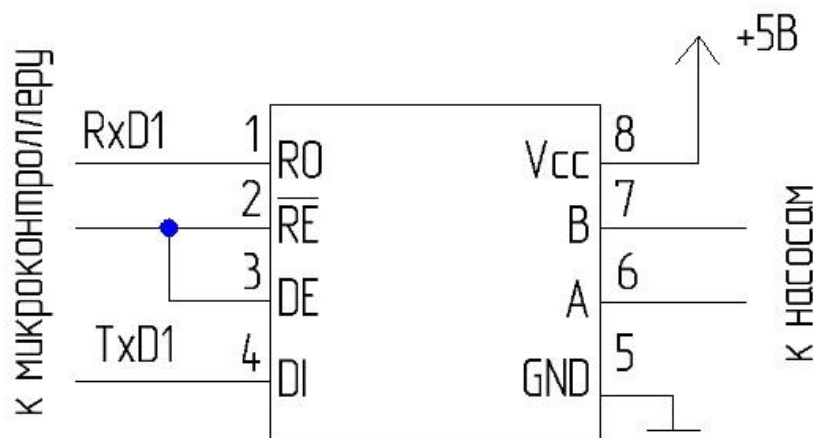 к микроконтроллеру
RxD1
1
RO
2
RE
3
DE
TxD1
4
DI
+5В
8
Vcc
7
B
6
A
5
GND
к насосам